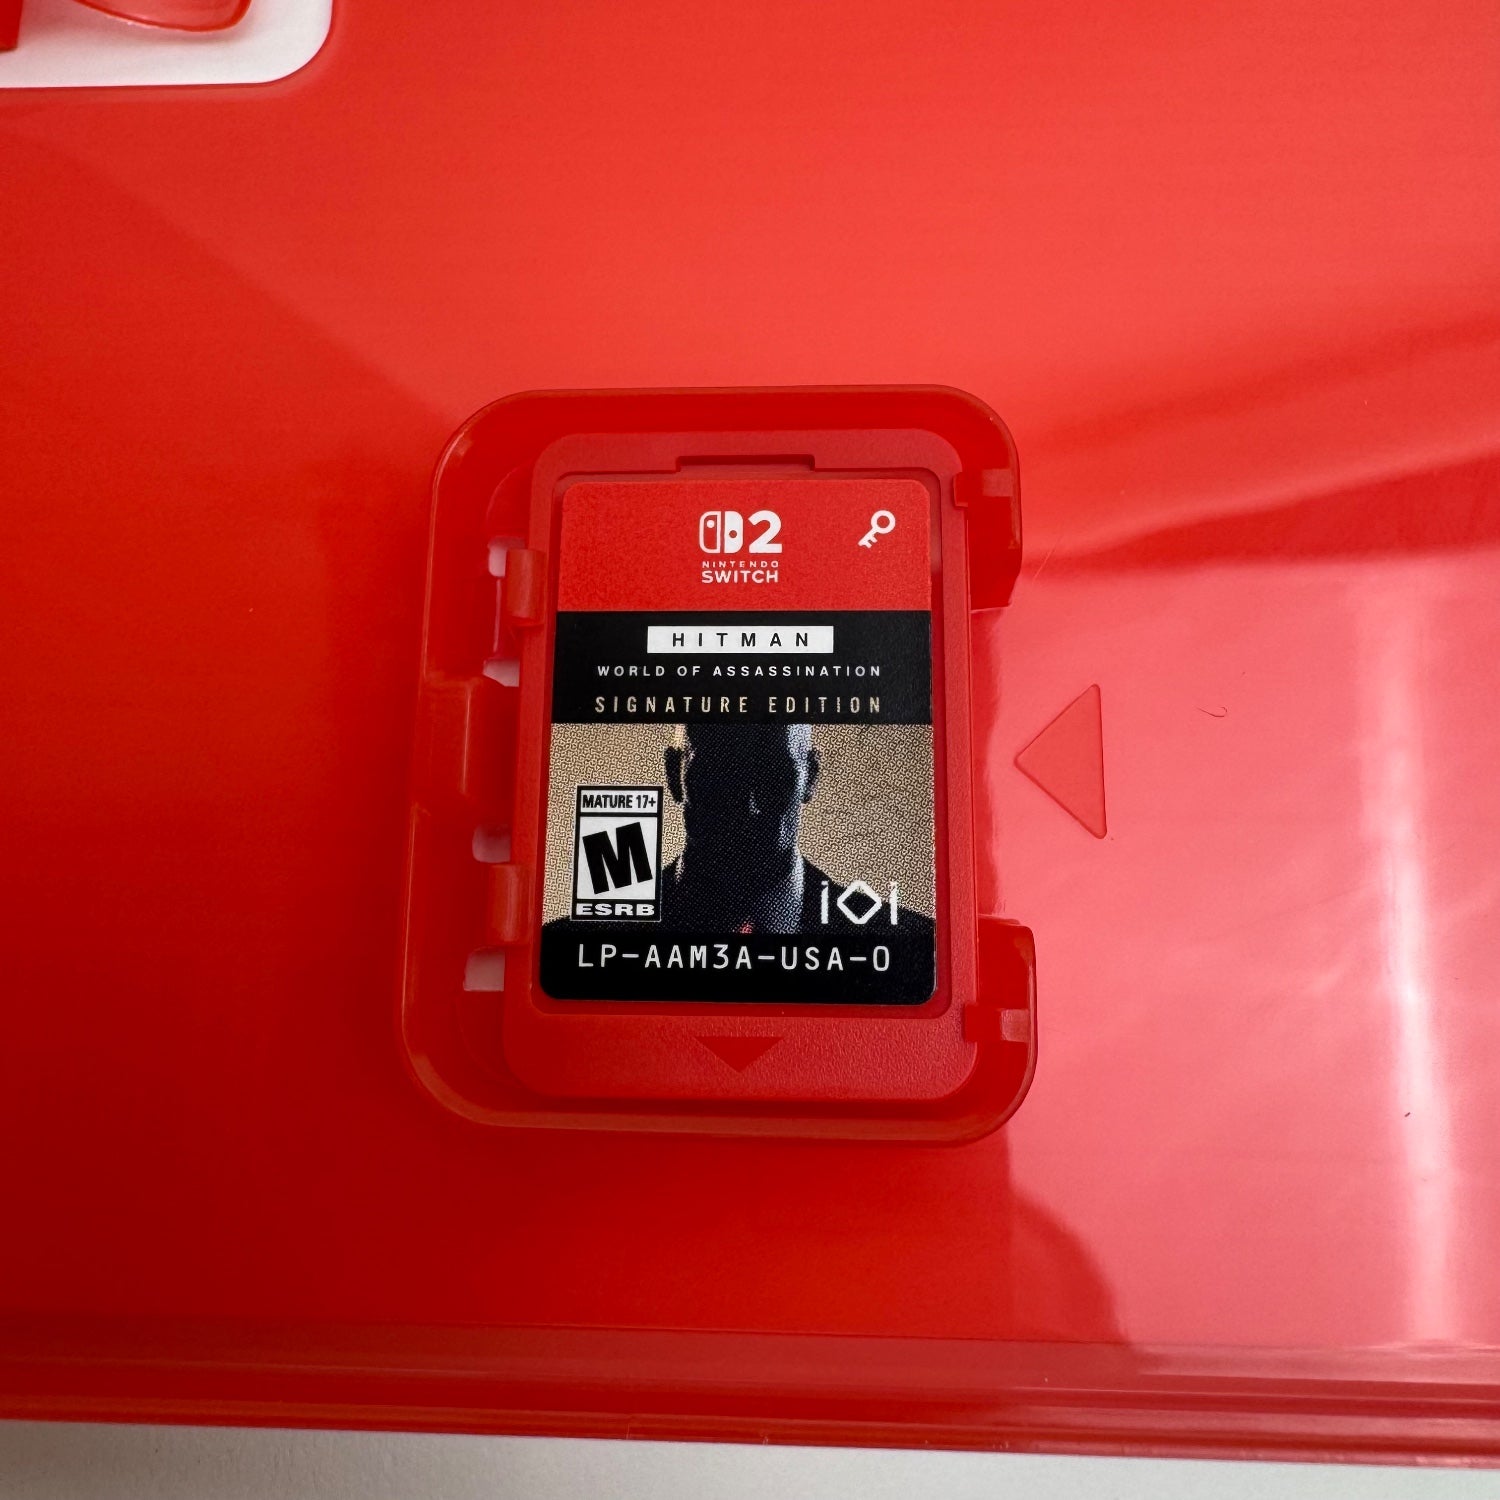 2
NINTENDO
SWITCH
HITMAN
WORLD OF ASSASSINATION
SIGNATURE EDITION
MATURE 17+
M
ESRB
ioi
LP-AAM3A-USA-0